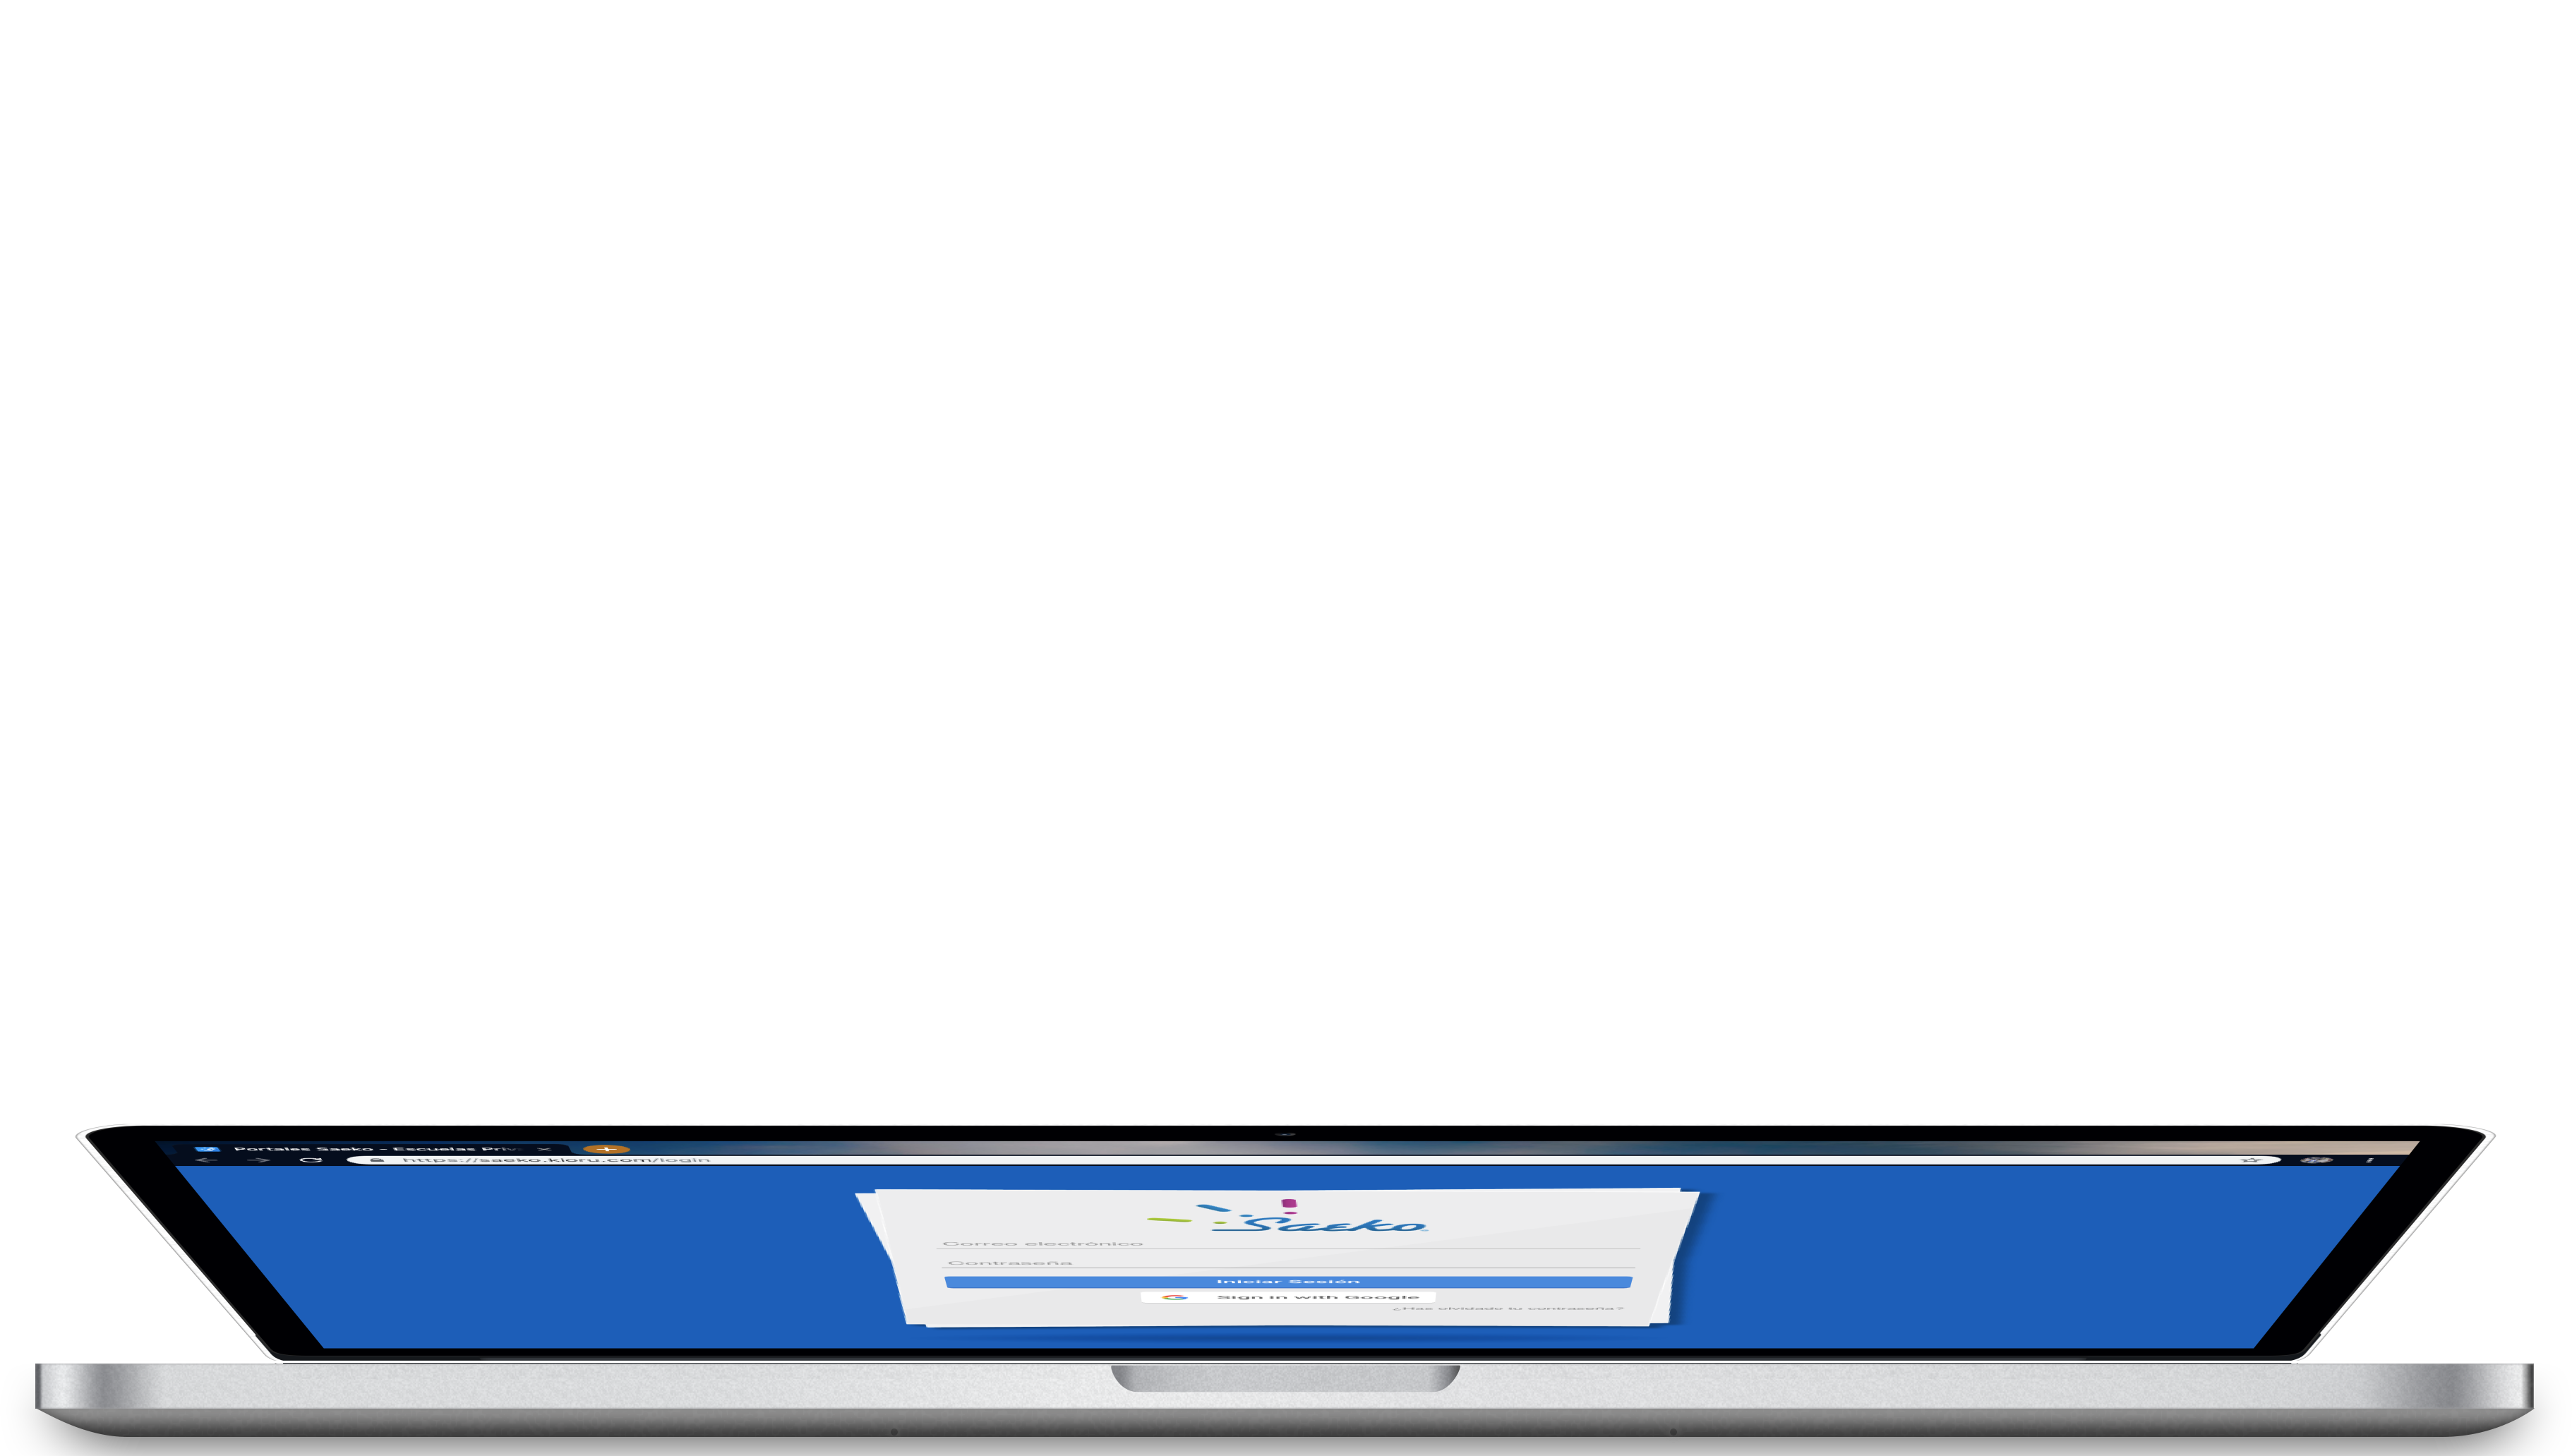 Portales Saeko - Escuelas Priv
https://saeko.kioru.com/login
Saeko
Correo electrónico
Contraseña
Iniciar Sesión
Sign in with Google
¿Has olvidado tu contraseña?